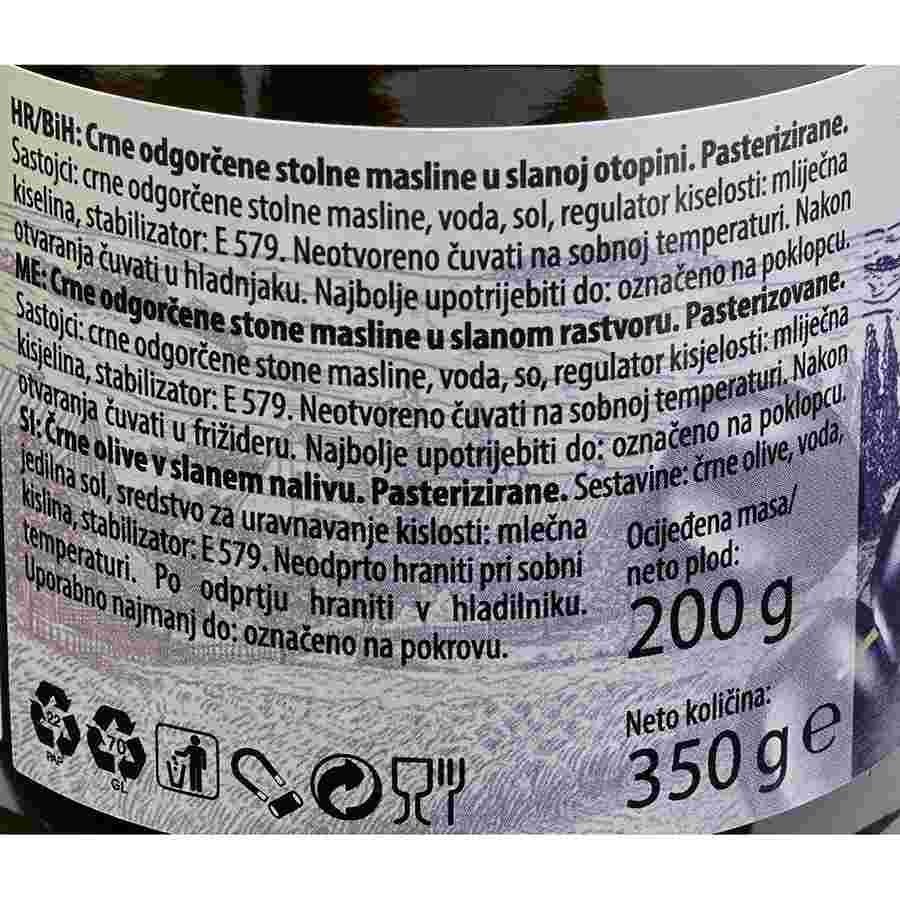 HR/BiH: Crne odgorčene stolne masline u slanoj otopini. Pasterizirane.
Sastojci: crne odgorčene stolne masline, voda, sol, regulator kiselosti: mliječna
kiselina, stabilizator: E 579. Neotvoreno čuvati na sobnoj temperaturi. Nakon
otvaranja čuvati u hladnjaku. Najbolje upotrijebiti do: označeno na poklopcu.
ME: Crne odgorčene stone masline u slanom rastvoru. Pasterizovane.
Sastojci: crne odgorčene stone masline, voda, so, regulator kisjelosti: mliječna
kisjelina, stabilizator: E 579. Neotvoreno čuvati na sobnoj temperaturi. Nakon
otvaranja čuvati u frižideru. Najbolje upotrijebiti do: označeno na poklopcu.
SI: Črne olive v slanem nalivu. Pasterizirane. Sestavine: črne olive, voda,
jedilna sol, sredstvo za uravnavanje kislosti: mlečna
kislina, stabilizator: E 579. Neodprto hraniti pri sobni
temperaturi. Po odprtju hraniti v hladilniku.
Uporabno najmanj do: označeno na pokrovu.
Ocijeđena masa/
neto plod:
200 g
Neto količina:
350 g e
22
PAP
70
GL